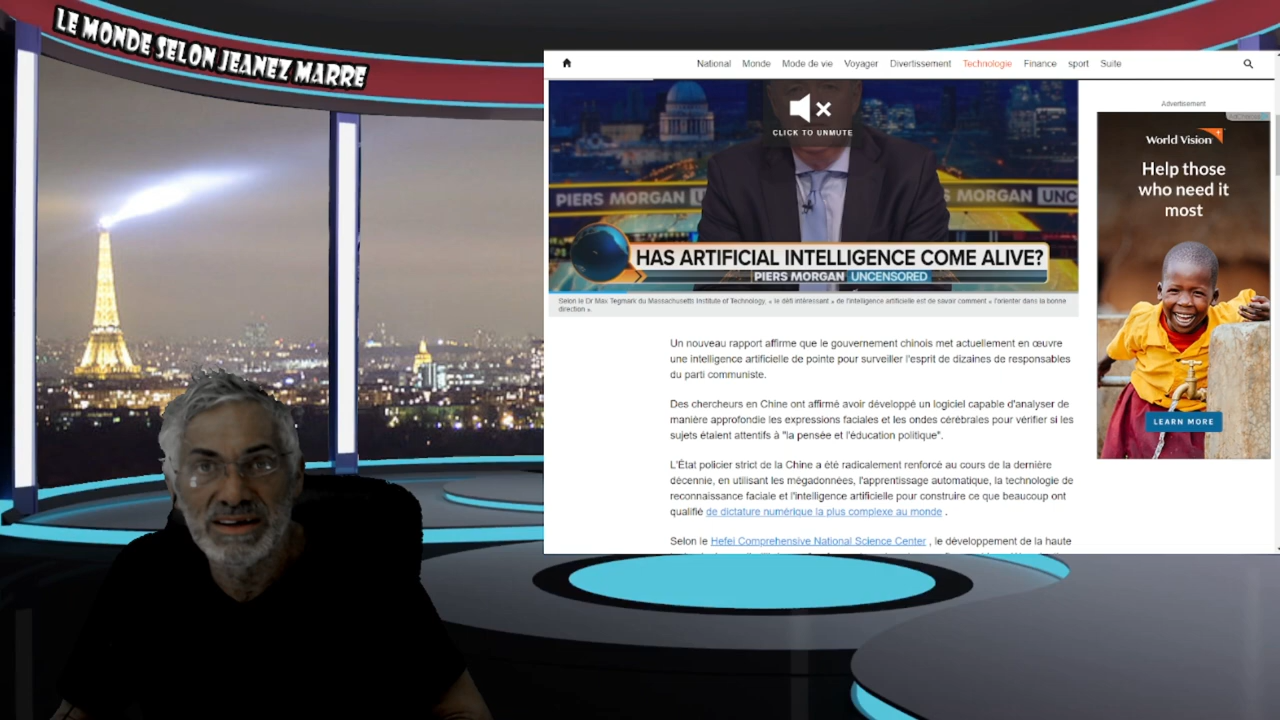 LE MONDE SELON JEANEZ MARRE
National Monde Mode de vie Voyager Divertissement Technologie Finance sport Suite
CLICK TO UNMUTE
PIERS MORGAN
S MORGAN UNC
HAS ARTIFICIAL INTELLIGENCE COME ALIVE?
PIERS MORGAN UNCENSORED
Selon le Dr Max Tegmark du Massachusetts Institute of Technology, « le défi intéressant » de l'intelligence artificielle est de savoir comment « l'orienter dans la bonne
direction ».
Un nouveau rapport affirme que le gouvernement chinois met actuellement en œuvre
une intelligence artificielle de pointe pour surveiller l'esprit de dizaines de responsables
du parti communiste.
Des chercheurs en Chine ont affirmé avoir développé un logiciel capable d'analyser de
manière approfondie les expressions faciales et les ondes cérébrales pour vérifier si les
sujets étaient attentifs à "la pensée et l'éducation politique".
L'État policier strict de la Chine a été radicalement renforcé au cours de la dernière
décennie, en utilisant les mégadonnées, l'apprentissage automatique, la technologie de
reconnaissance faciale et l'intelligence artificielle pour construire ce que beaucoup ont
qualifié de dictature numérique la plus complexe au monde .
Selon le Hefei Comprehensive National Science Center , le développement de la haute
Advertisement
World Vision
Help those
who need it
most
LEARN MORE